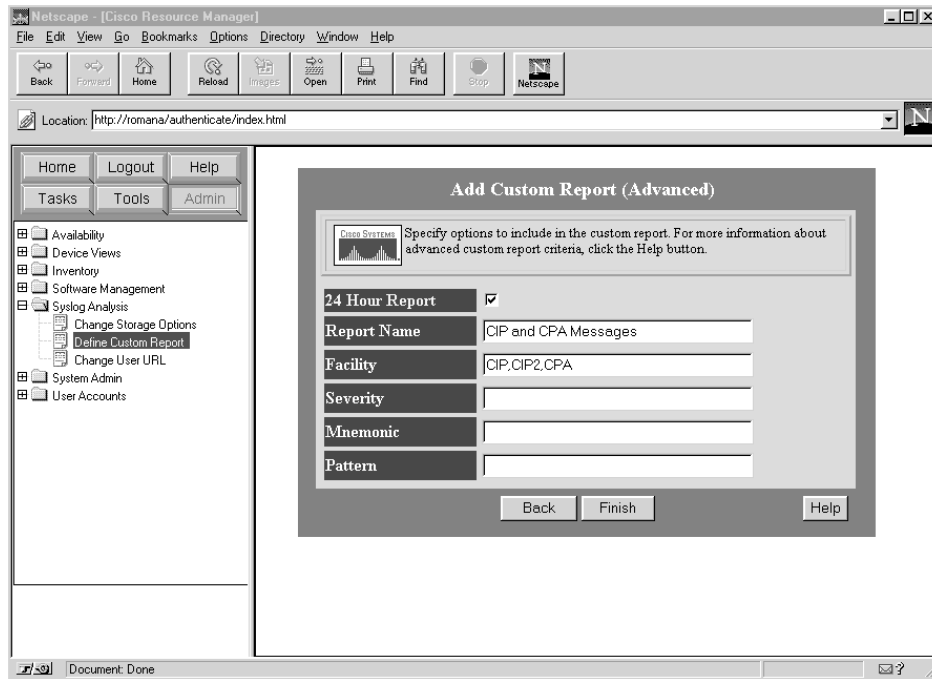 Netscape - [Cisco Resource Manager]
File Edit View Go Bookmarks Options Directory Window Help
Back Forward Home Reload Images Open Print Find Stop Netscape
Location: http://romana/authenticate/index.html
N
Home Logout Help
Tasks Tools Admin
Availability
Device Views
Inventory
Software Management
Syslog Analysis
Change Storage Options
Define Custom Report
Change User URL
System Admin
User Accounts
Add Custom Report (Advanced)
CISCO SYSTEMS
Specify options to include in the custom report. For more information about
advanced custom report criteria, click the Help button.
24 Hour Report
Report Name CIP and CPA Messages
Facility CIP,CIP2,CPA
Severity
Mnemonic
Pattern
Back Finish Help
Document: Done
?